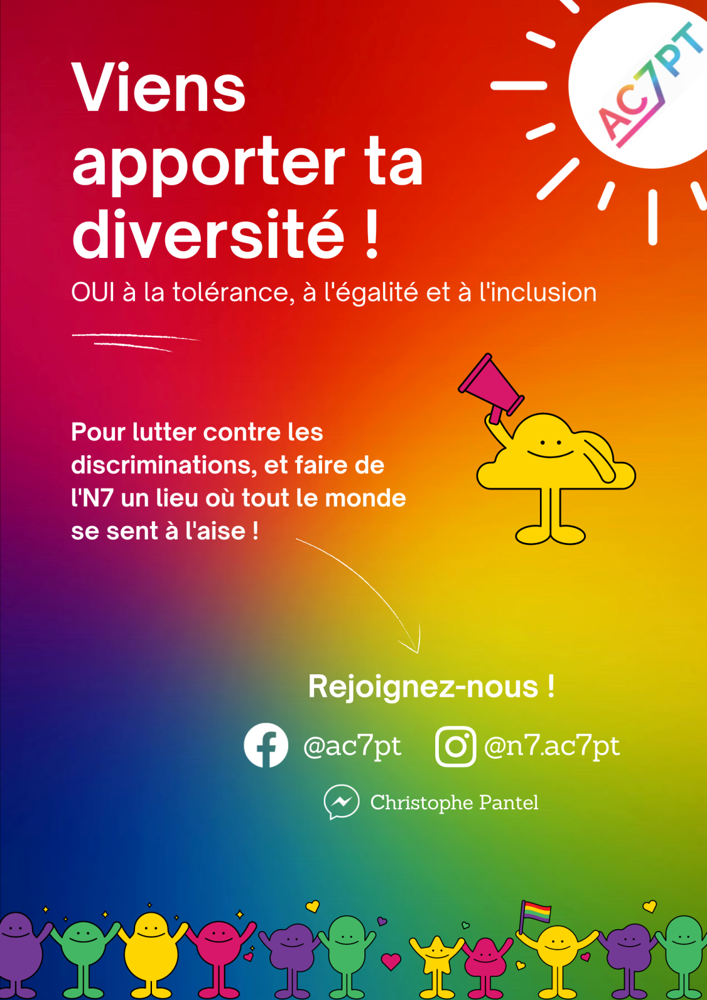 AC7PT
Viens
apporter ta
diversité !
OUI à la tolérance, à l'égalité et à l'inclusion
Pour lutter contre les
discriminations, et faire de
l'N7 un lieu où tout le monde
se sent à l'aise !
Rejoignez-nous !
@ac7pt
@n7.ac7pt
Christophe Pantel